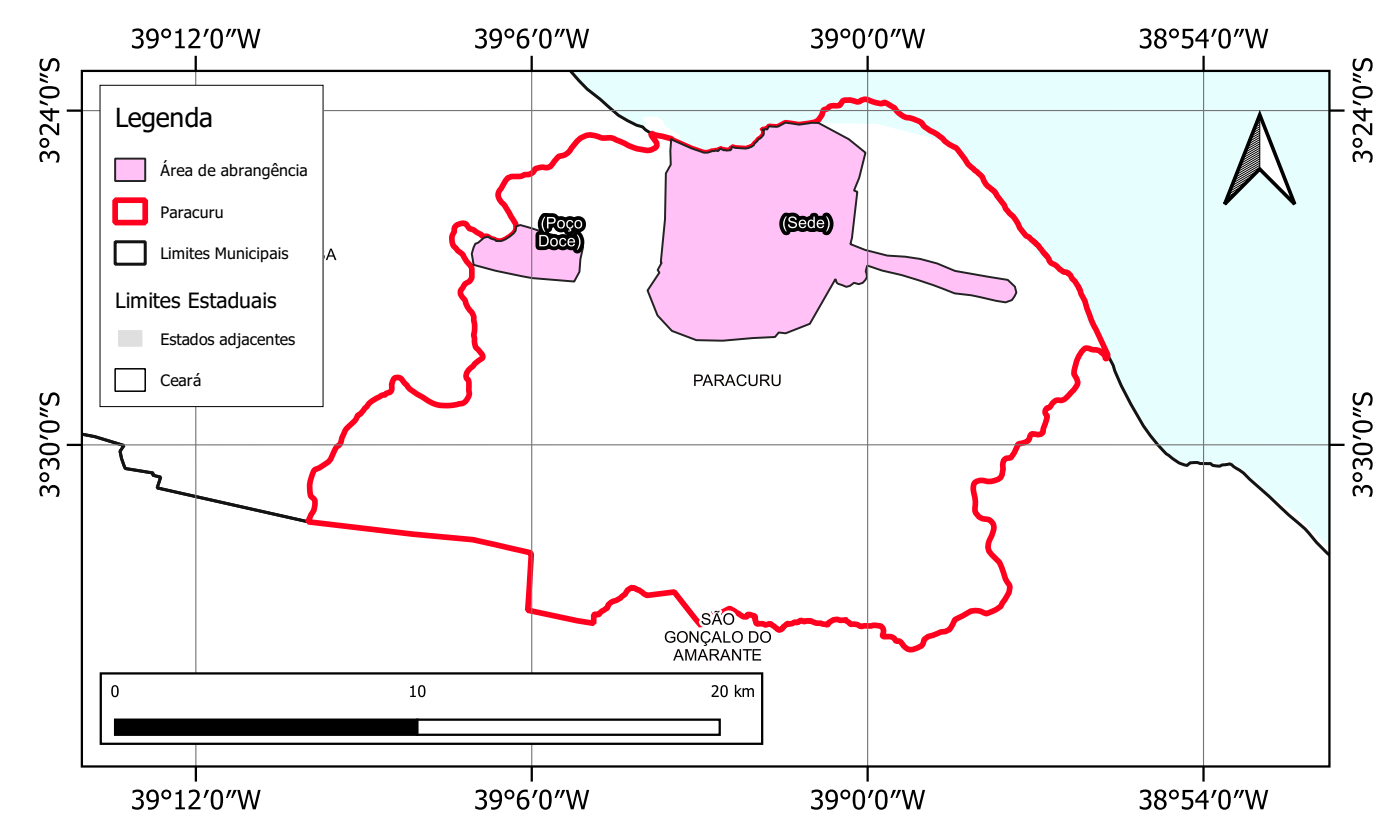 39°12′0″W 39°6′0″W 39°0′0″W 38°54′0″W
3°24′0″S
3°24′0″S
Legenda
Área de abrangência
Paracuru
Limites Municipais
Limites Estaduais
Estados adjacentes
Ceará
(Poço
Doce)
(Sede)
PARACURU
3°30′0″S
3°30′0″S
SÃO
GONÇALO DO
AMARANTE
0 10 20 km
39°12′0″W 39°6′0″W 39°0′0″W 38°54′0″W